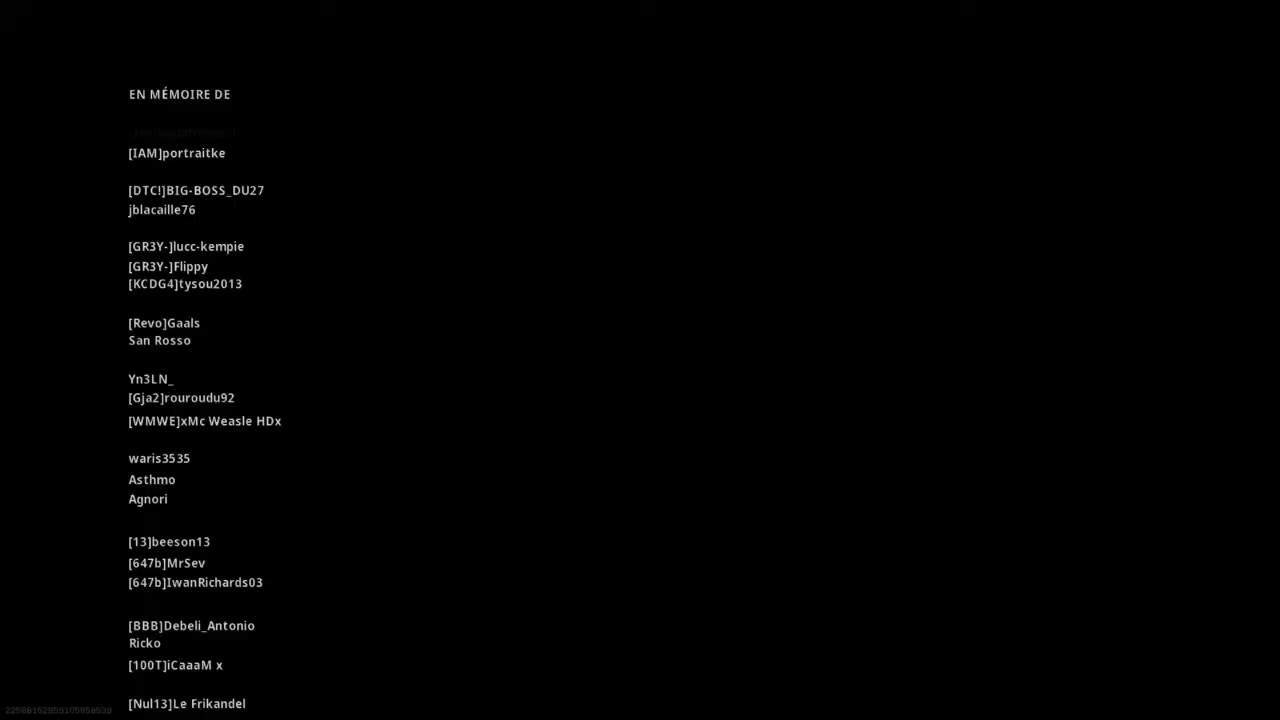 EN MÉMOIRE DE
[IAM]portraitke
[DTC!]BIG-BOSS_DU27
jblacaille76
[GR3Y-]lucc-kempie
[GR3Y-]Flippy
[KCDG4]tysou2013
[Revo]Gaals
San Rosso
Yn3LN_
[Gja2]rouroudu92
[WMWE]xMc Weasle HDx
waris3535
Asthmo
Agnori
[13]beeson13
[647b]MrSev
[647b]IwanRichards03
[BBB]Debeli_Antonio
Ricko
[100T]iCaaaM x
[Nul13]Le Frikandel